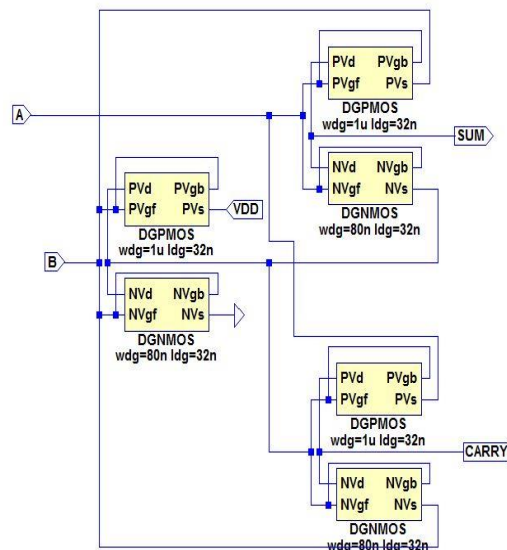 PVd PVgb
PVgf PVs
DGPMOS
wdg=1u ldg=32n
A
SUM
NVd NVgb
NVgf NVs
DGNMOS
wdg=80n ldg=32n
PVd PVgb
PVgf PVs
VDD
DGPMOS
wdg=1u ldg=32n
B
NVd NVgb
NVgf NVs
DGNMOS
wdg=80n ldg=32n
PVd PVgb
PVgf PVs
DGPMOS
wdg=1u ldg=32n
CARRY
NVd NVgb
NVgf NVs
DGNMOS
wdg=80n ldg=32n